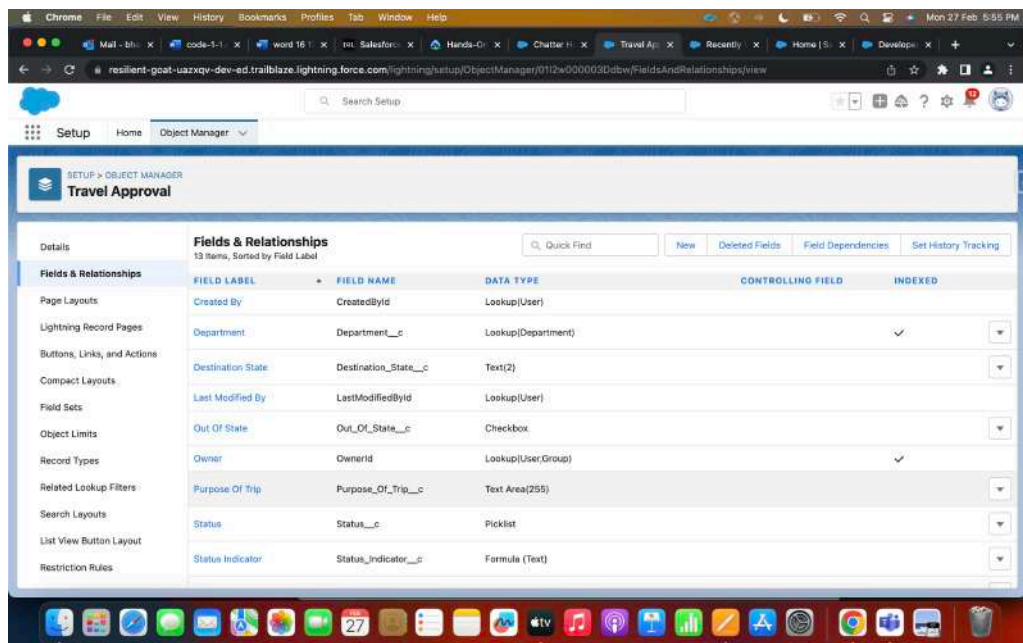 Chrome File Edit View History Bookmarks Profiles Tab Window Help Mon 27 Feb 5:55 PM
Mail - bh code-1-1 word 16 Salesforc Hands-O Chatter H Travel Ap Recently Home | S Develope
resilient-goat-uazxqv-dev-ed.trailblaze.lightning.force.com/lightning/setup/ObjectManager/01I2w000003Ddbw/FieldsAndRelationships/view
Search Setup
12
Setup Home Object Manager
SETUP > OBJECT MANAGER
Travel Approval
Details
Fields & Relationships
Page Layouts
Lightning Record Pages
Buttons, Links, and Actions
Compact Layouts
Field Sets
Object Limits
Record Types
Related Lookup Filters
Search Layouts
List View Button Layout
Restriction Rules
Fields & Relationships
13 Items, Sorted by Field Label
Quick Find New Deleted Fields Field Dependencies Set History Tracking
FIELD LABEL FIELD NAME DATA TYPE CONTROLLING FIELD INDEXED
Created By CreatedById Lookup(User)
Department Department__c Lookup(Department)
Destination State Destination_State__c Text(2)
Last Modified By LastModifiedById Lookup(User)
Out Of State Out_Of_State__c Checkbox
Owner OwnerId Lookup(User,Group)
Purpose Of Trip Purpose_Of_Trip__c Text Area(255)
Status Status__c Picklist
Status Indicator Status_Indicator__c Formula (Text)
27
tv